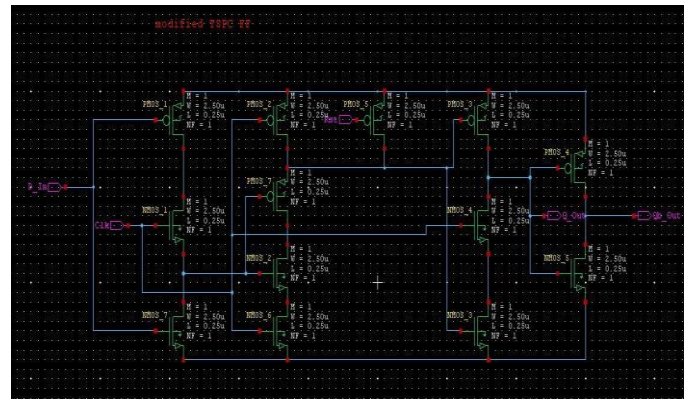 modified TSPC FF
PMOS_1
M = 1
W = 2.50u
L = 0.25u
NF = 1
PMOS_2
M = 1
W = 2.50u
L = 0.25u
NF = 1
PMOS_5
M = 1
W = 2.50u
L = 0.25u
NF = 1
PMOS_3
M = 1
W = 2.50u
L = 0.25u
NF = 1
Rst
PMOS_4
M = 1
W = 2.50u
L = 0.25u
NF = 1
PMOS_7
M = 1
W = 2.50u
L = 0.25u
NF = 1
D_In
Clk
NMOS_1
M = 1
W = 2.50u
L = 0.25u
NF = 1
NMOS_4
M = 1
W = 2.50u
L = 0.25u
NF = 1
Q_Out
Qb_Out
NMOS_2
M = 1
W = 2.50u
L = 0.25u
NF = 1
NMOS_5
M = 1
W = 2.50u
L = 0.25u
NF = 1
NMOS_7
M = 1
W = 2.50u
L = 0.25u
NF = 1
NMOS_6
M = 1
W = 2.50u
L = 0.25u
NF = 1
NMOS_3
M = 1
W = 2.50u
L = 0.25u
NF = 1